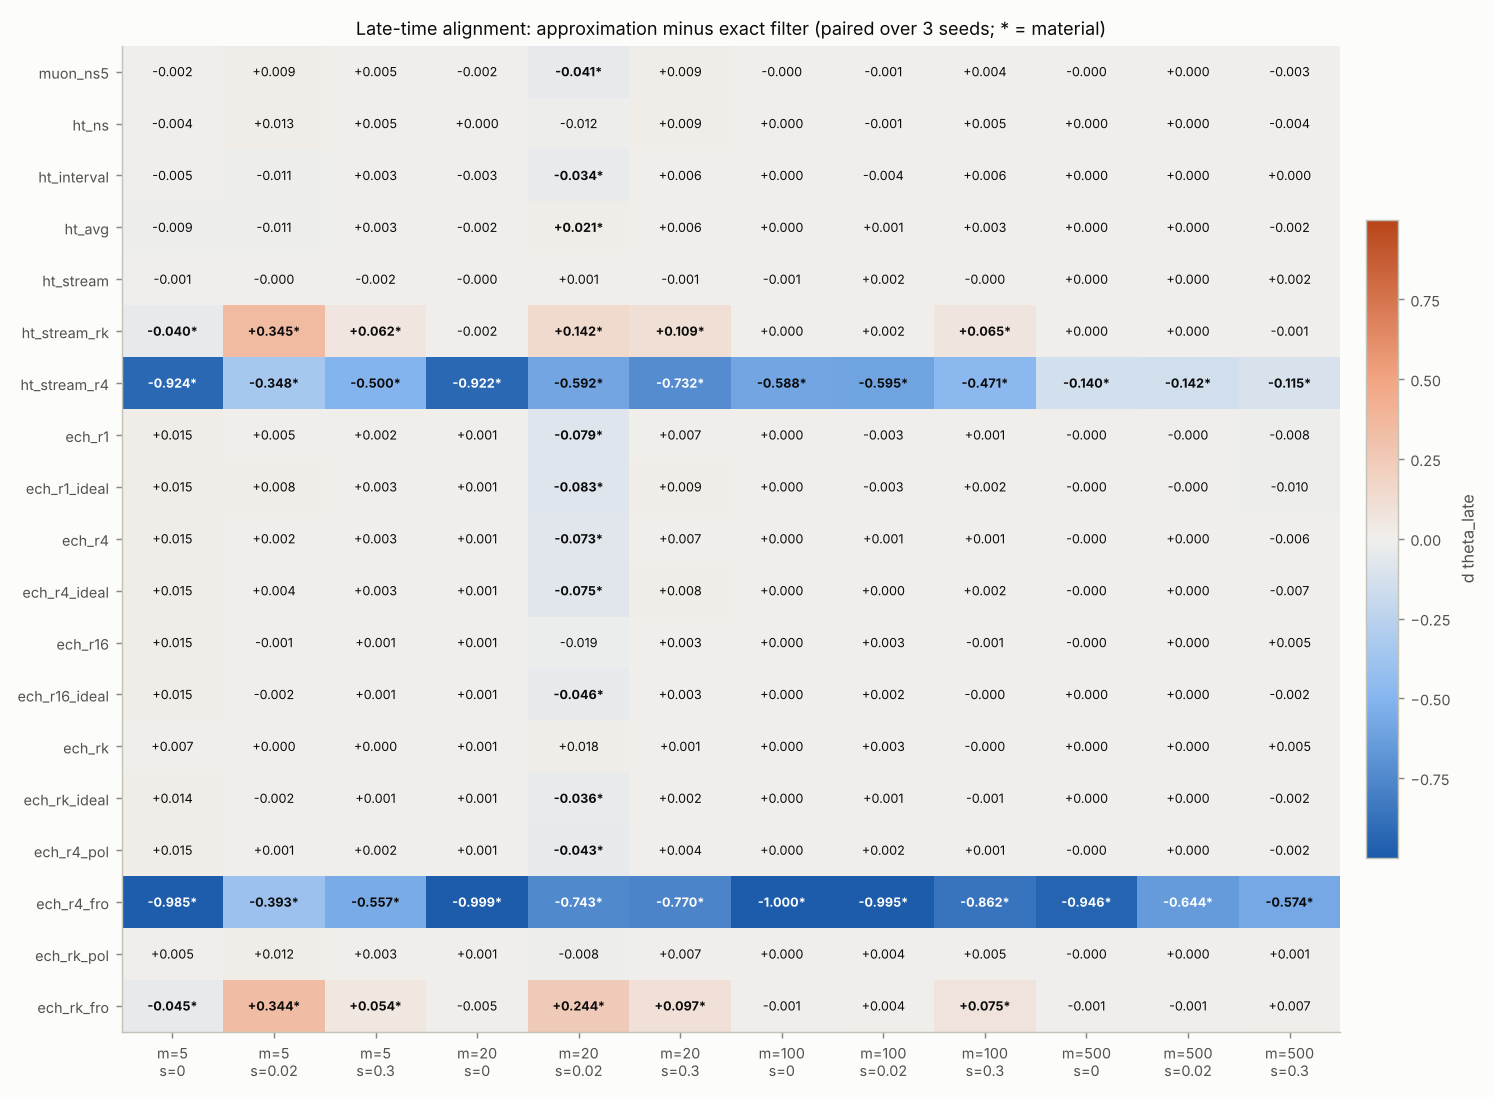 Late-time alignment: approximation minus exact filter (paired over 3 seeds; * = material)
muon_ns5 -0.002 +0.009 +0.005 -0.002 -0.041* +0.009 -0.000 -0.001 +0.004 -0.000 +0.000 -0.003
ht_ns -0.004 +0.013 +0.005 +0.000 -0.012 +0.009 +0.000 -0.001 +0.005 +0.000 +0.000 -0.004
ht_interval -0.005 -0.011 +0.003 -0.003 -0.034* +0.006 +0.000 -0.004 +0.006 +0.000 +0.000 +0.000
ht_avg -0.009 -0.011 +0.003 -0.002 +0.021* +0.006 +0.000 +0.001 +0.003 +0.000 +0.000 -0.002
ht_stream -0.001 -0.000 -0.002 -0.000 +0.001 -0.001 -0.001 +0.002 -0.000 +0.000 +0.000 +0.002
ht_stream_rk -0.040* +0.345* +0.062* -0.002 +0.142* +0.109* +0.000 +0.002 +0.065* +0.000 +0.000 -0.001
ht_stream_r4 -0.924* -0.348* -0.500* -0.922* -0.592* -0.732* -0.588* -0.595* -0.471* -0.140* -0.142* -0.115*
ech_r1 +0.015 +0.005 +0.002 +0.001 -0.079* +0.007 +0.000 -0.003 +0.001 -0.000 -0.000 -0.008
ech_r1_ideal +0.015 +0.008 +0.003 +0.001 -0.083* +0.009 +0.000 -0.003 +0.002 -0.000 -0.000 -0.010
ech_r4 +0.015 +0.002 +0.003 +0.001 -0.073* +0.007 +0.000 +0.001 +0.001 -0.000 +0.000 -0.006
ech_r4_ideal +0.015 +0.004 +0.003 +0.001 -0.075* +0.008 +0.000 +0.000 +0.002 -0.000 +0.000 -0.007
ech_r16 +0.015 -0.001 +0.001 +0.001 -0.019 +0.003 +0.000 +0.003 -0.001 -0.000 +0.000 +0.005
ech_r16_ideal +0.015 -0.002 +0.001 +0.001 -0.046* +0.003 +0.000 +0.002 -0.000 +0.000 +0.000 -0.002
ech_rk +0.007 +0.000 +0.000 +0.001 +0.018 +0.001 +0.000 +0.003 -0.000 +0.000 +0.000 +0.005
ech_rk_ideal +0.014 -0.002 +0.001 +0.001 -0.036* +0.002 +0.000 +0.001 -0.001 +0.000 +0.000 -0.002
ech_r4_pol +0.015 +0.001 +0.002 +0.001 -0.043* +0.004 +0.000 +0.002 +0.001 -0.000 +0.000 -0.002
ech_r4_fro -0.985* -0.393* -0.557* -0.999* -0.743* -0.770* -1.000* -0.995* -0.862* -0.946* -0.644* -0.574*
ech_rk_pol +0.005 +0.012 +0.003 +0.001 -0.008 +0.007 +0.000 +0.004 +0.005 -0.000 +0.000 +0.001
ech_rk_fro -0.045* +0.344* +0.054* -0.005 +0.244* +0.097* -0.001 +0.004 +0.075* -0.001 -0.001 +0.007
m=5 m=5 m=5 m=20 m=20 m=20 m=100 m=100 m=100 m=500 m=500 m=500
s=0 s=0.02 s=0.3 s=0 s=0.02 s=0.3 s=0 s=0.02 s=0.3 s=0 s=0.02 s=0.3
0.75
0.50
0.25
0.00
−0.25
−0.50
−0.75
d theta_late